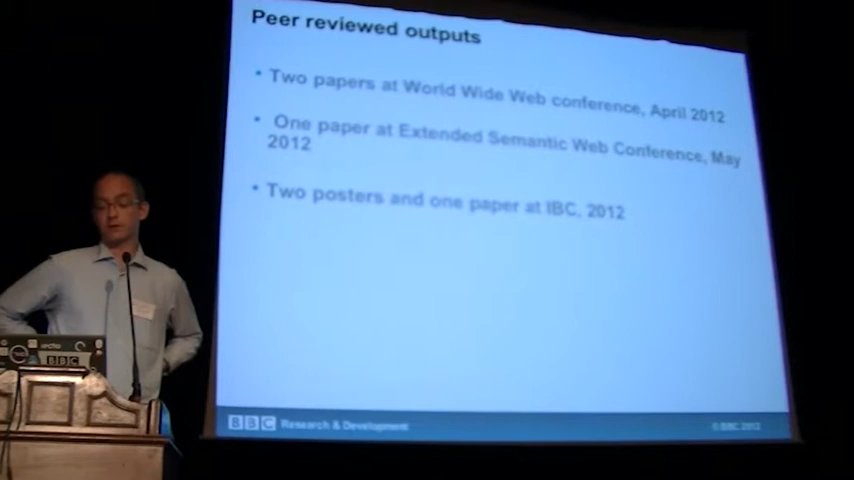 Peer reviewed outputs
• Two papers at World Wide Web conference, April 2012
• One paper at Extended Semantic Web Conference, May
2012
• Two posters and one paper at IBC, 2012
BBC Research & Development
© BBC 2012
echo
BBC